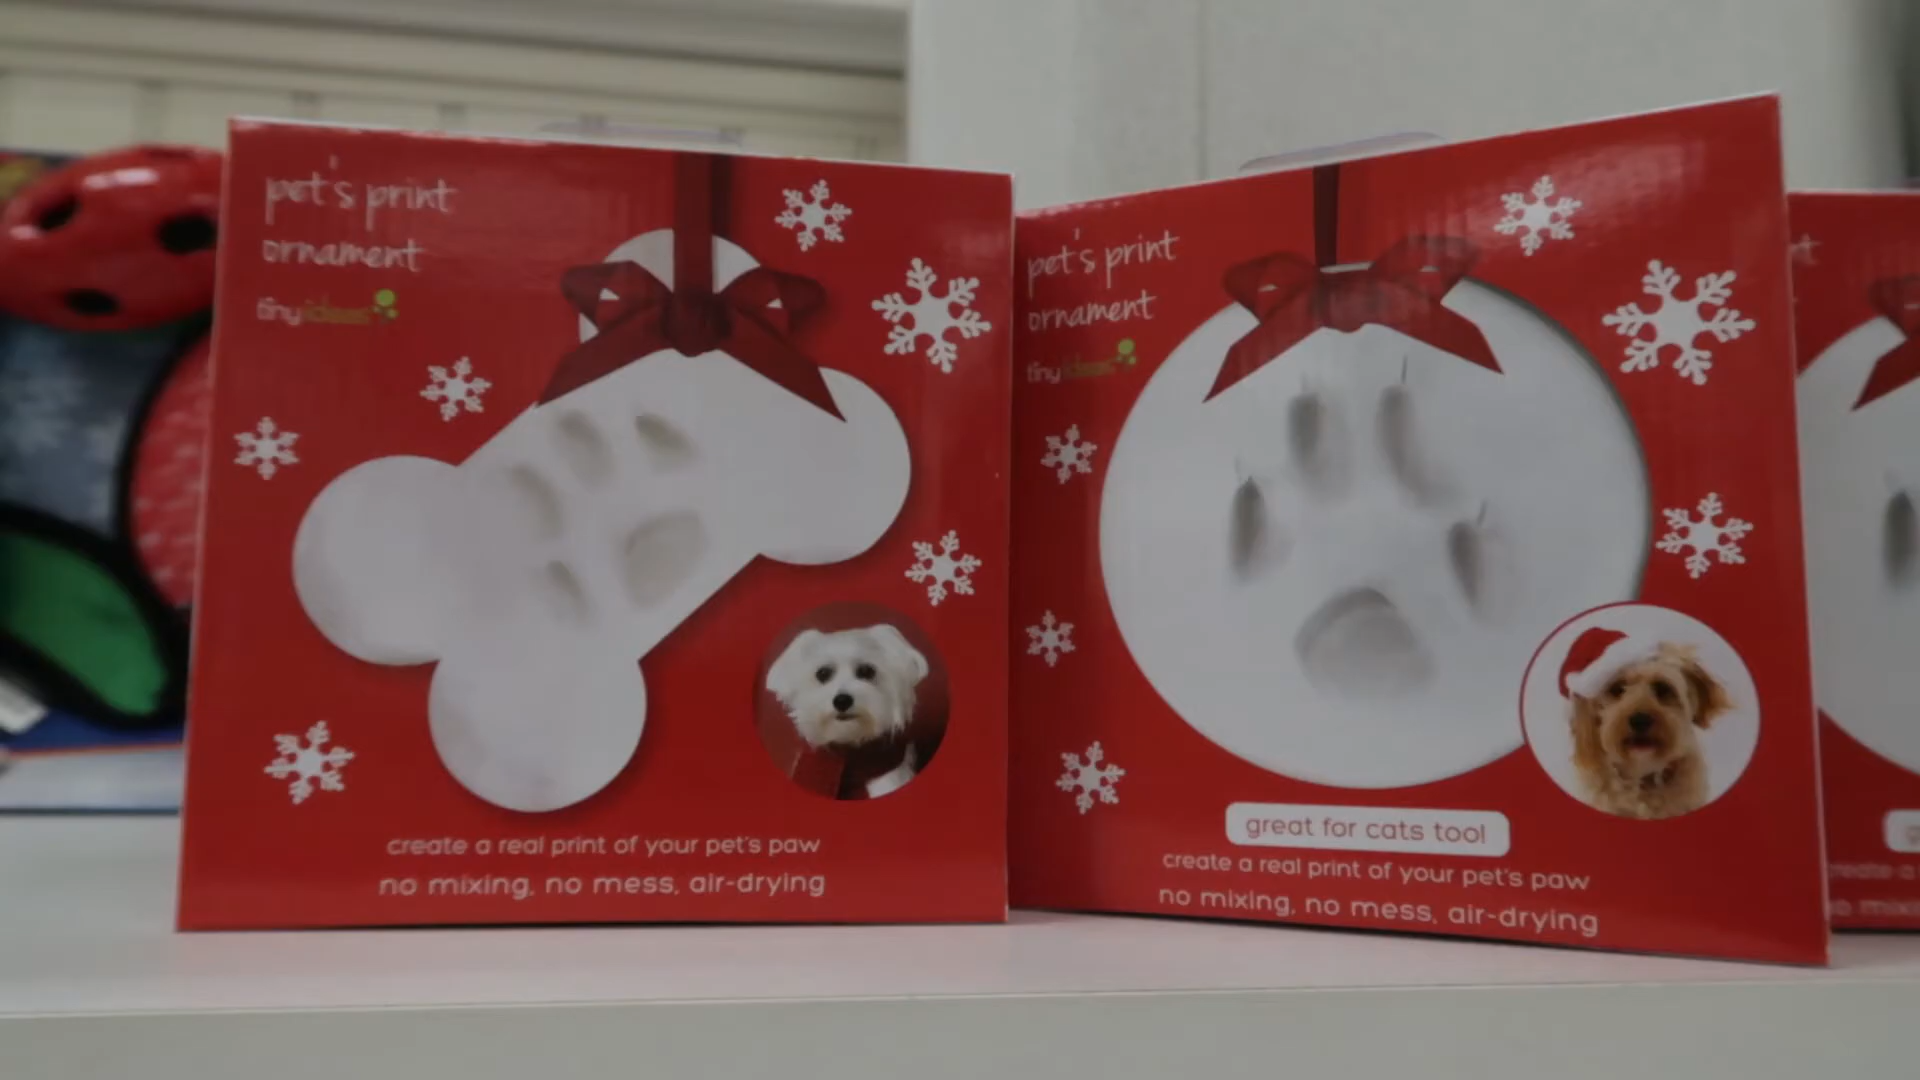 pet's print
ornament
tiny ideas
create a real print of your pet's paw
no mixing, no mess, air-drying
pet's print
ornament
tiny ideas
great for cats too!
create a real print of your pet's paw
no mixing, no mess, air-drying